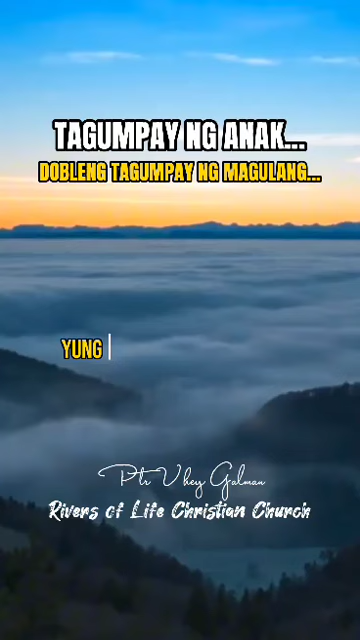 TAGUMPAY NG ANAK...
DOBLENG TAGUMPAY NG MAGULANG...
YUNG
Ptr Vhey Galman
Rivers of Life Christian Church